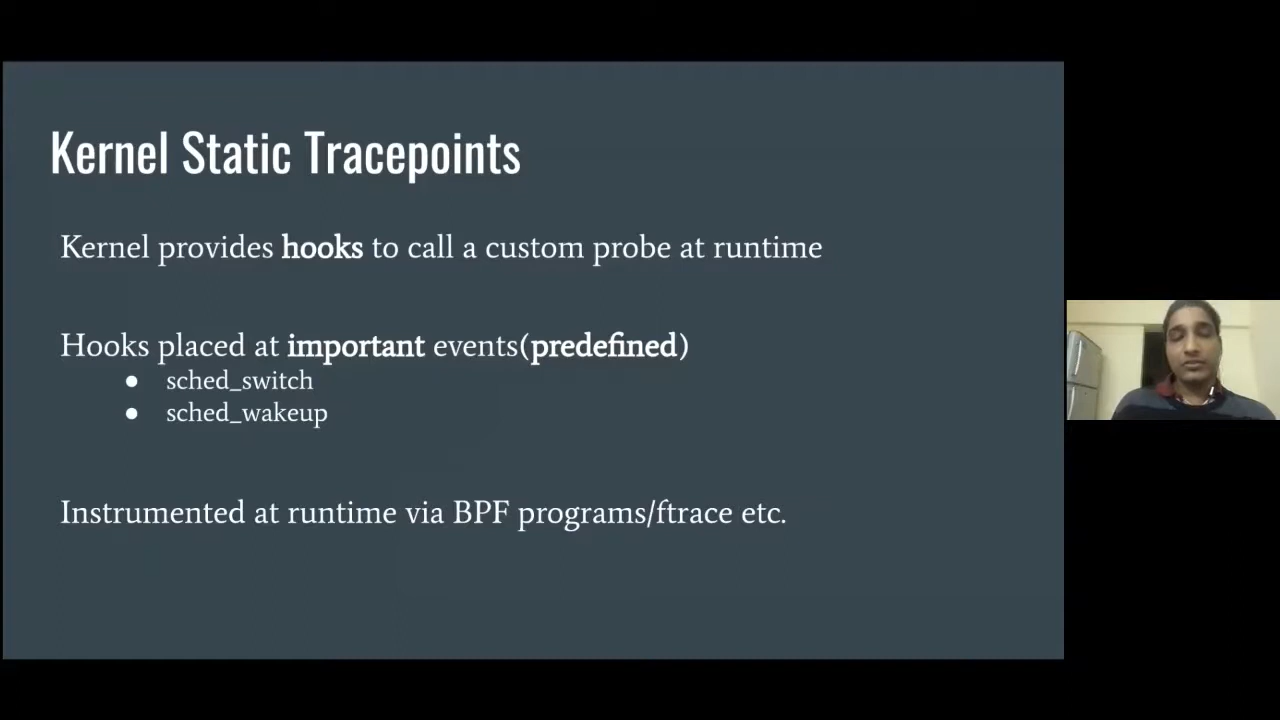 Kernel Static Tracepoints
Kernel provides hooks to call a custom probe at runtime
Hooks placed at important events(predefined)
● sched_switch
● sched_wakeup
Instrumented at runtime via BPF programs/ftrace etc.